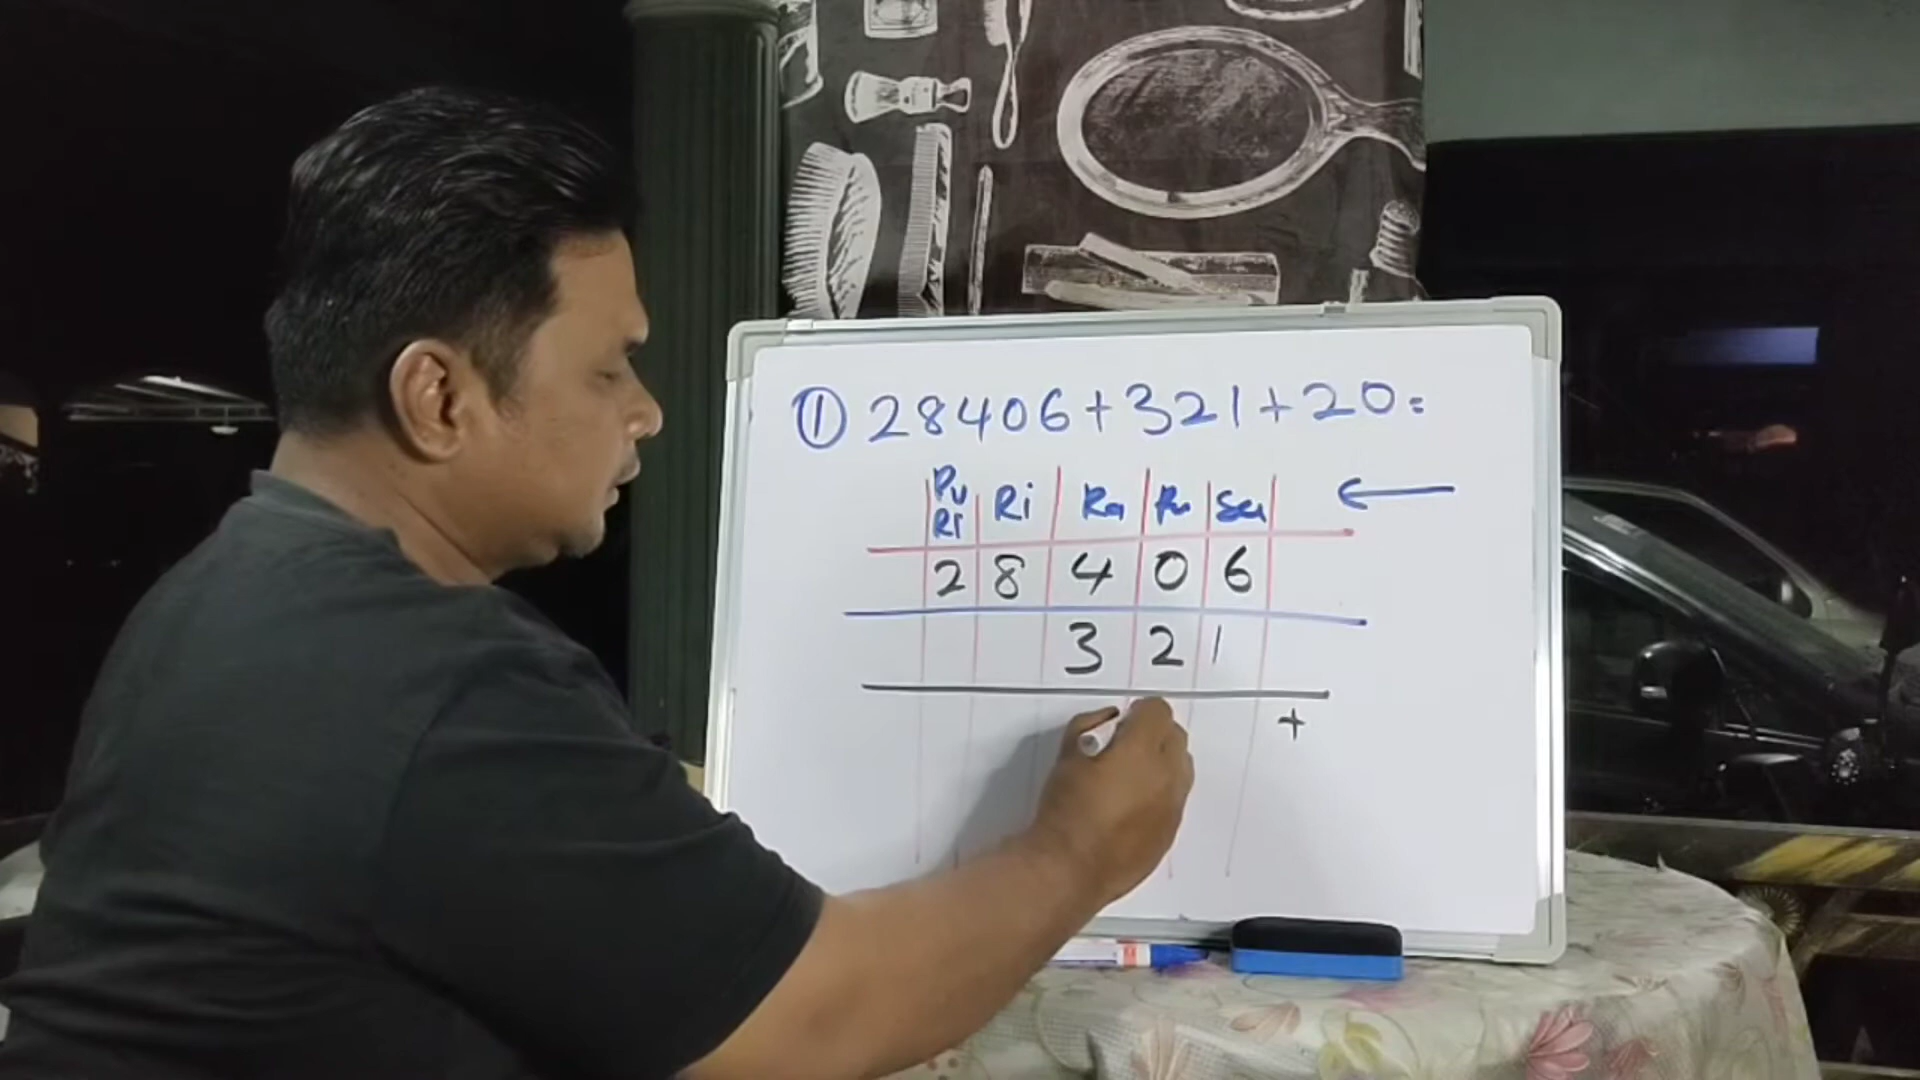 ① 28406+321+20=
Pu Ri Ra Pu Sa
Ri
2 8 4 0 6
3 2 1
+